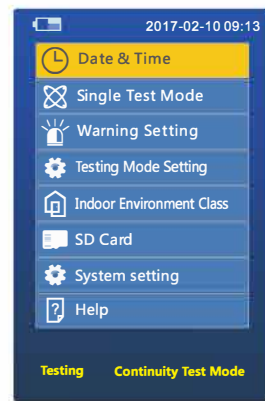 2017-02-10 09:13
Date & Time
Single Test Mode
Warning Setting
Testing Mode Setting
Indoor Environment Class
SD Card
System setting
Help
Testing Continuity Test Mode